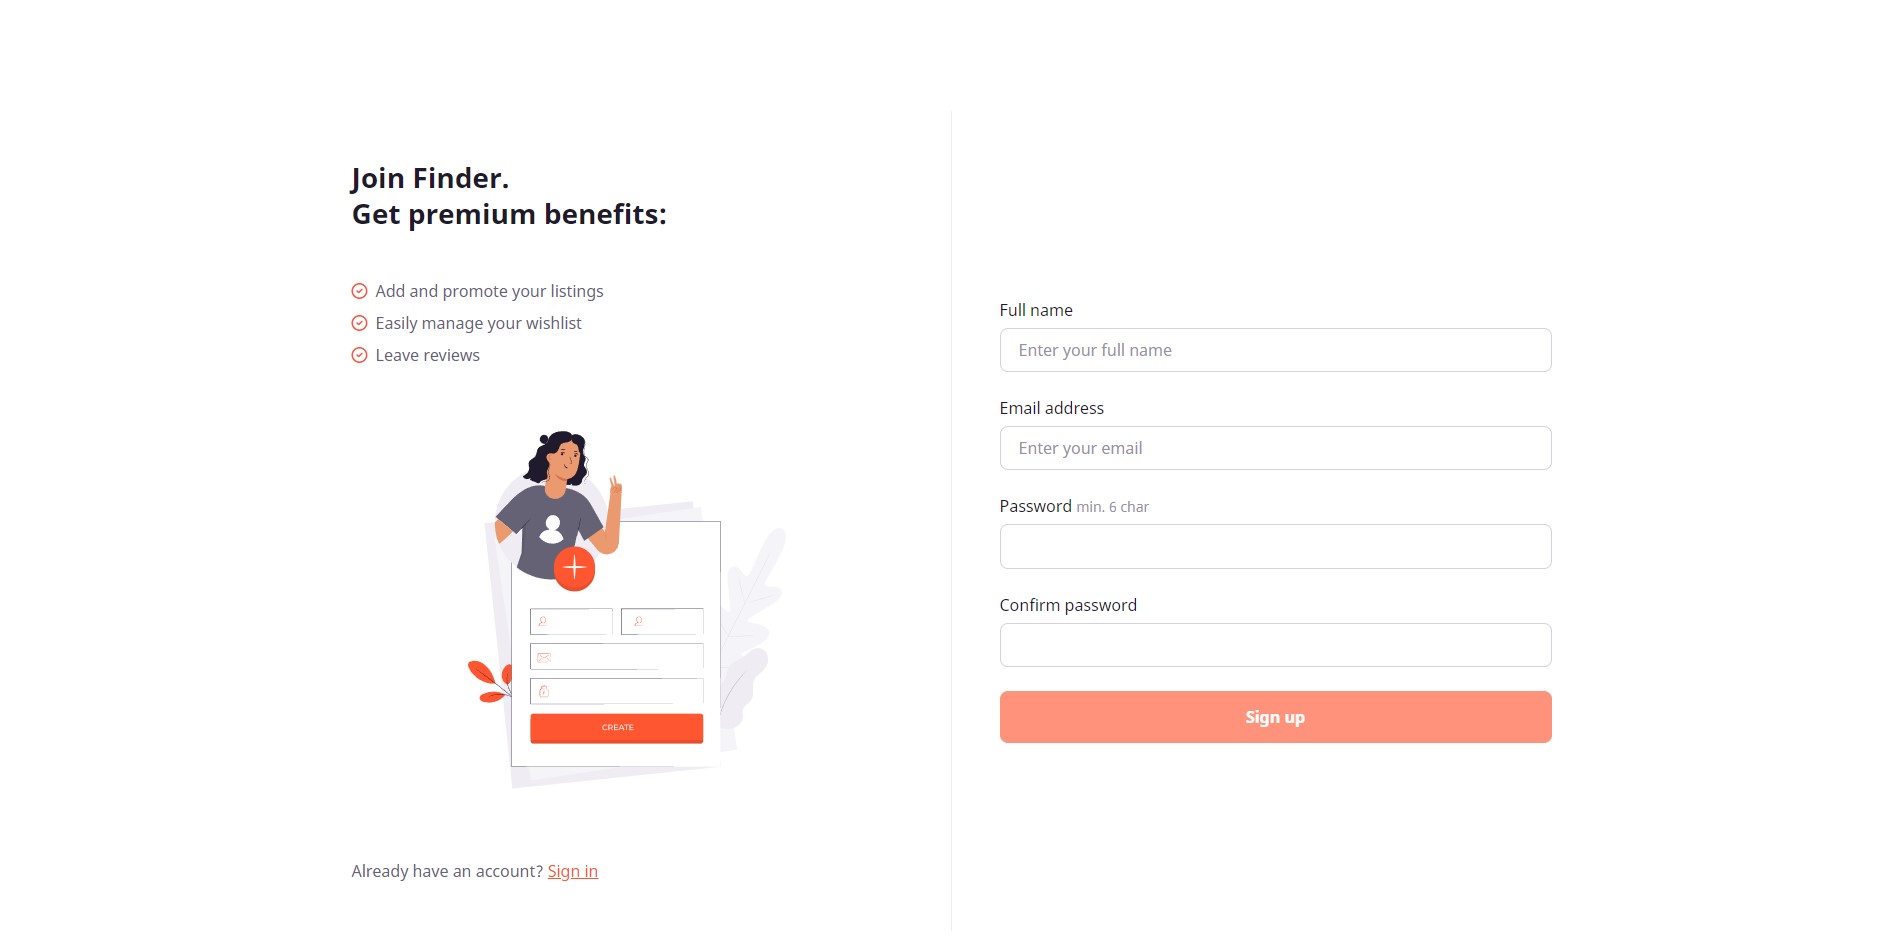 Join Finder.
Get premium benefits:
Add and promote your listings
Easily manage your wishlist
Leave reviews
CREATE
Already have an account? Sign in
Full name
Enter your full name
Email address
Enter your email
Password min. 6 char
Confirm password
Sign up